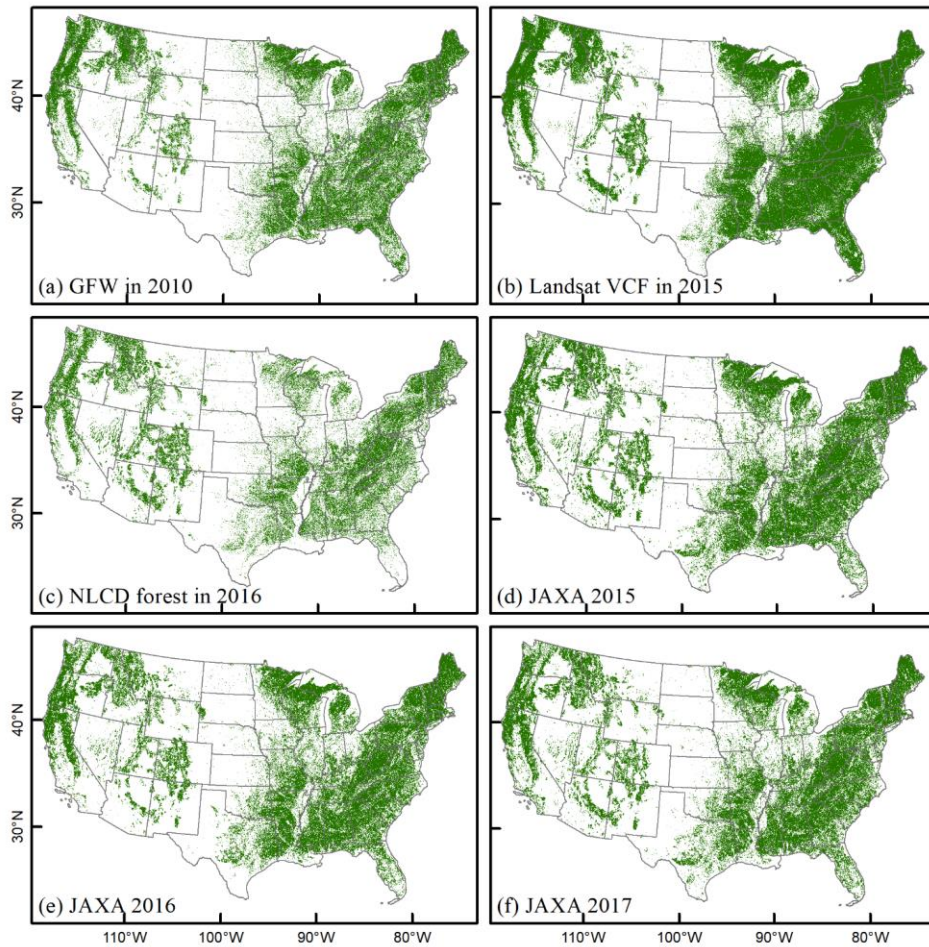 40°N
30°N
(a) GFW in 2010
(b) Landsat VCF in 2015
40°N
30°N
(c) NLCD forest in 2016
(d) JAXA 2015
40°N
30°N
(e) JAXA 2016
(f) JAXA 2017
110°W 100°W 90°W 80°W 110°W 100°W 90°W 80°W